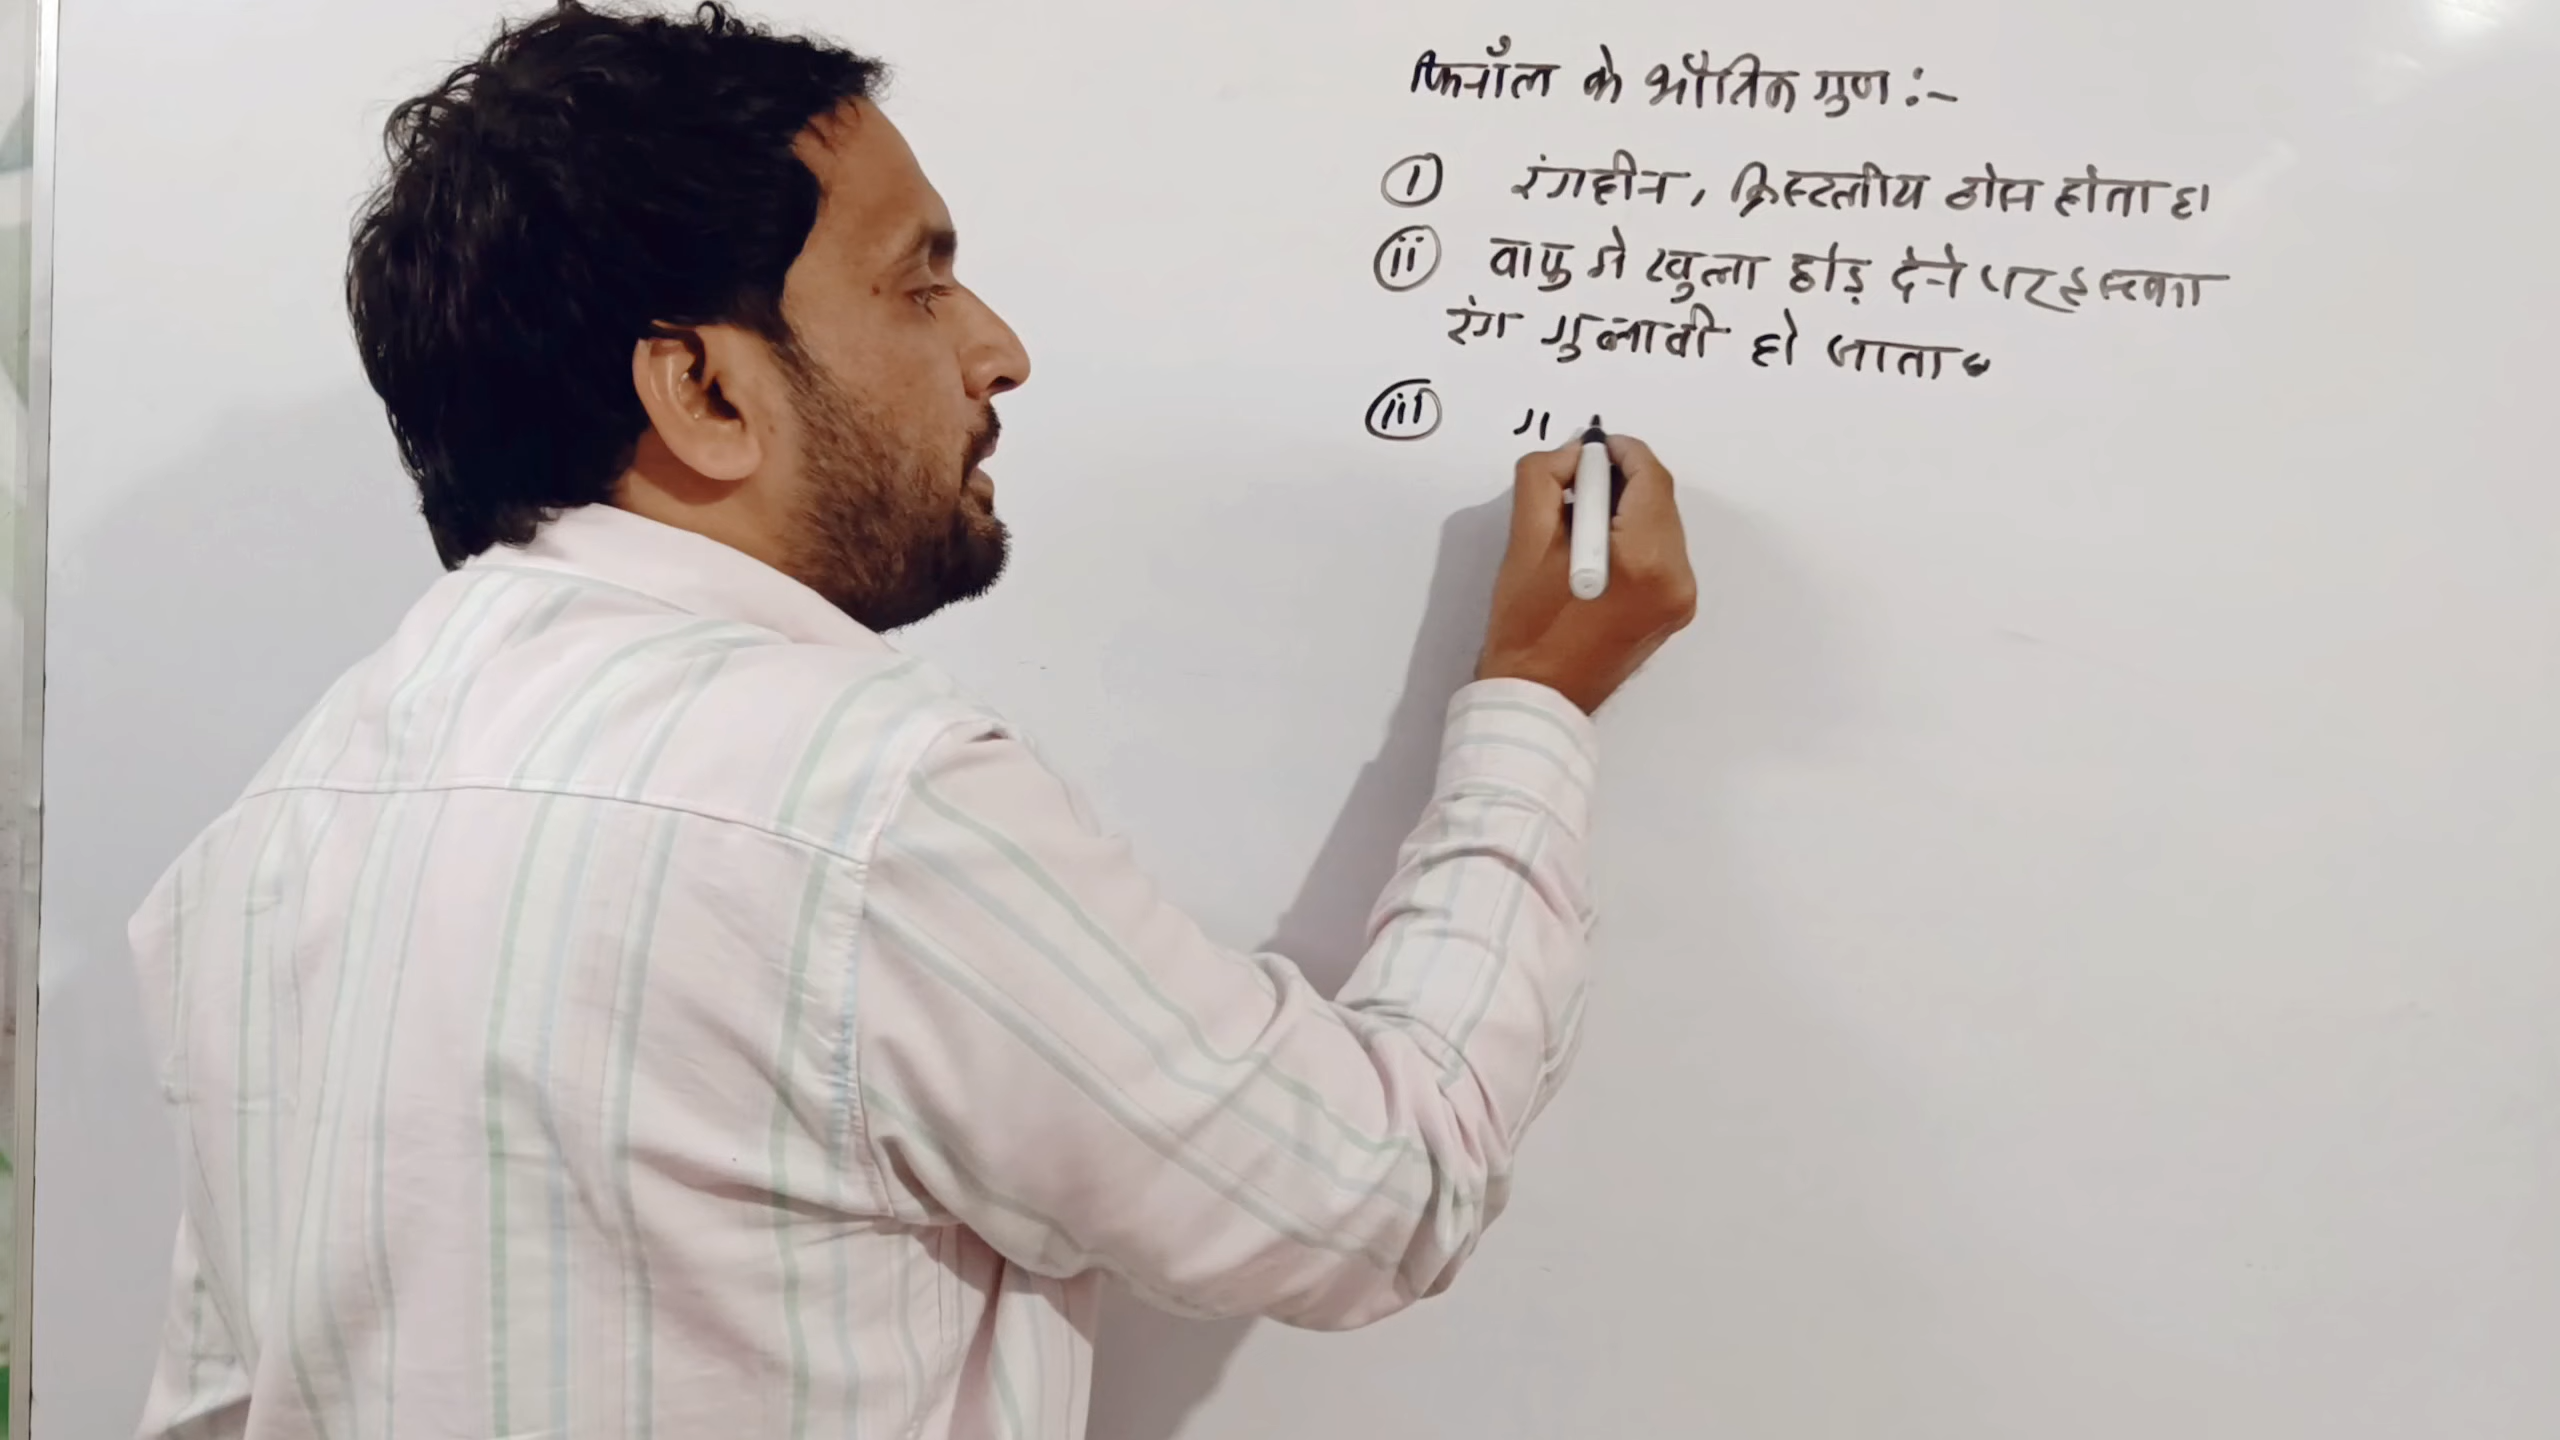 फिनॉल के भौतिक गुण :-
(i) रंगहीन, क्रिस्टलीय ठोस होता है।
(ii) वायु मे खुला छोड़ देने पर इसका
रंग गुलाबी हो जाता
(iii) ग